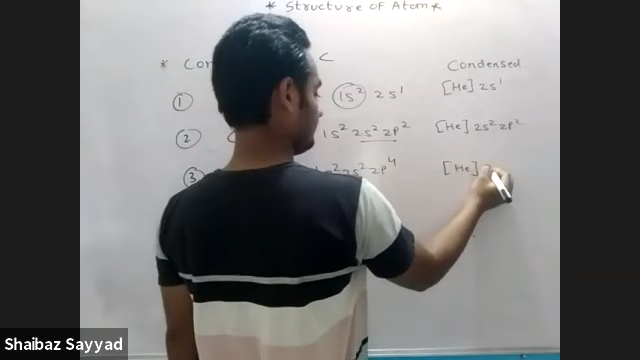 * Structure of Atom *
* Con C Condensed
① 1s² 2s¹ [He] 2s¹
② 1s² 2s² 2p² [He] 2s² 2p²
③ 2s² 2p⁴ [He]
Shaibaz Sayyad